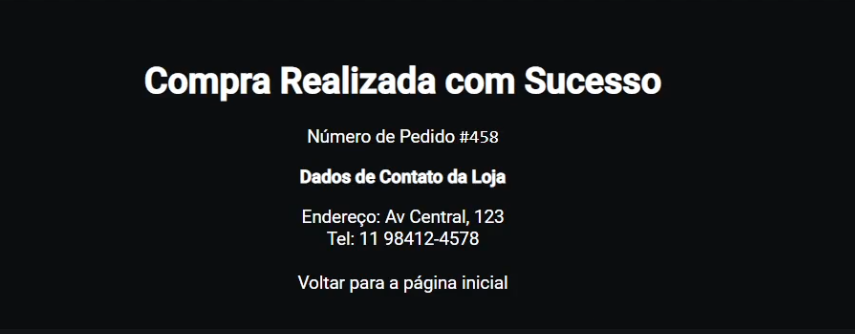 Compra Realizada com Sucesso
Número de Pedido #458
Dados de Contato da Loja
Endereço: Av Central, 123
Tel: 11 98412-4578
Voltar para a página inicial